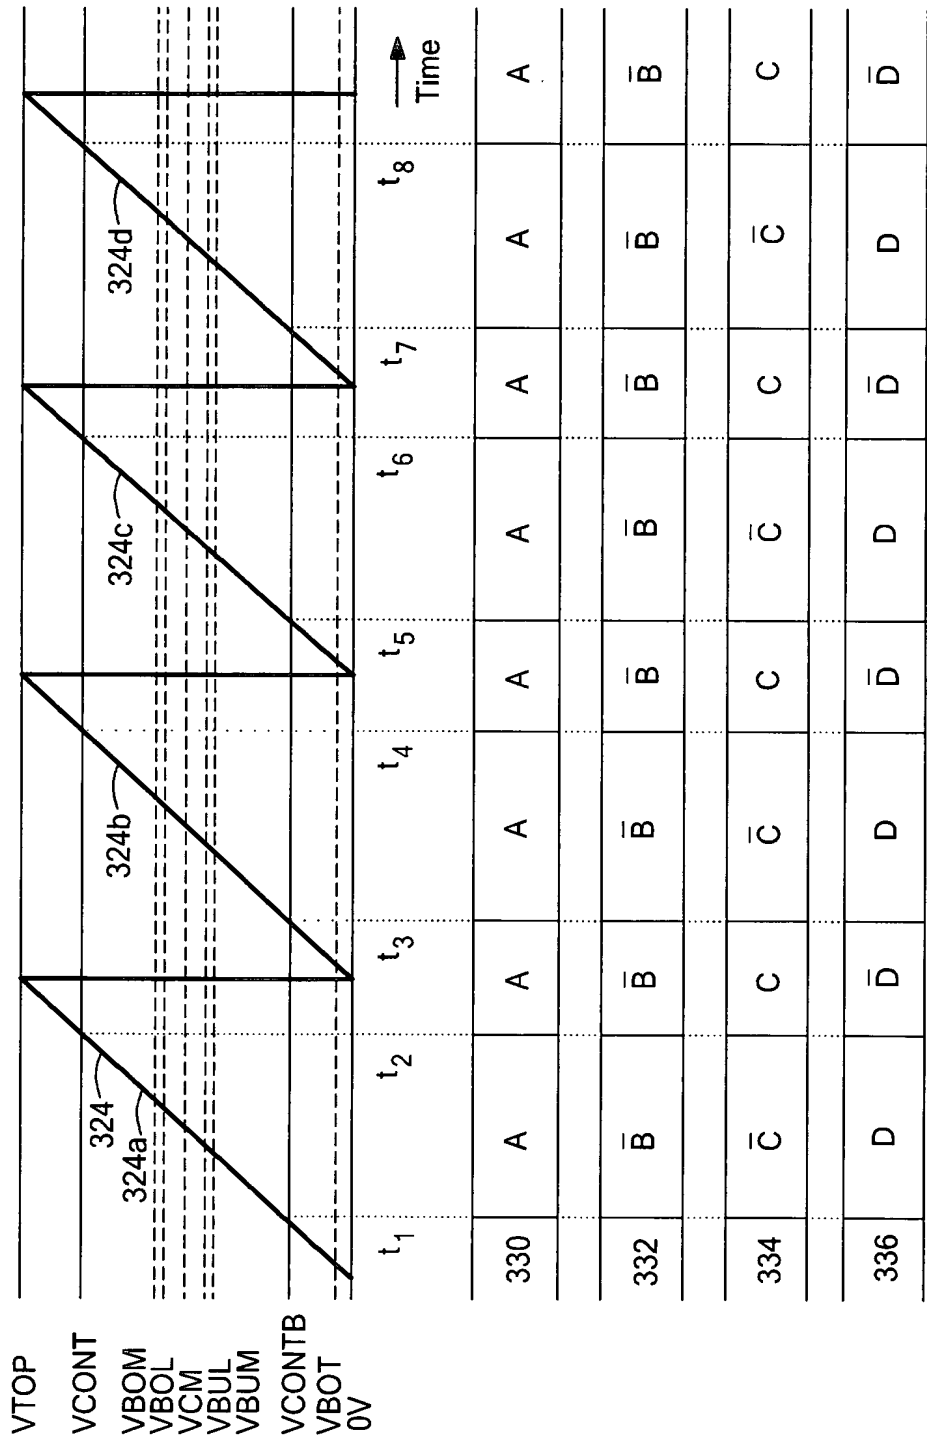 VTOP
VCONT
VBOM
VBOL
VCM
VBUL
VBUM
VCONTB
VBOT
0V
324
324a
324b
324c
324d
t1 t2 t3 t4 t5 t6 t7 t8
Time
330 A A A A A A A A
332 B̅ B̅ B̅ B̅ B̅ B̅ B̅ B̅
334 C̅ C C̅ C C̅ C C̅ C
336 D D̅ D D̅ D D̅ D D̅